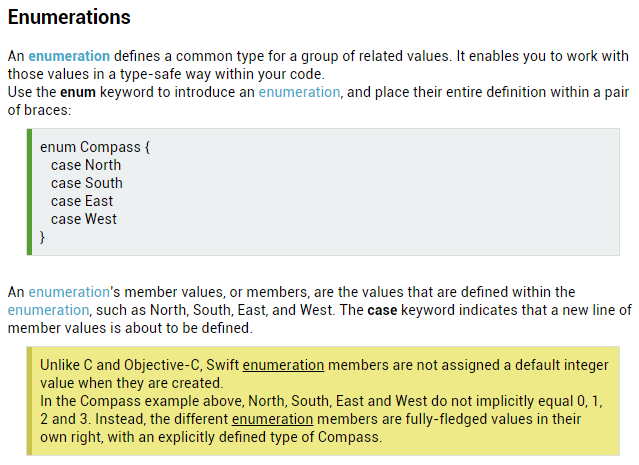 Enumerations
An enumeration defines a common type for a group of related values. It enables you to work with
those values in a type-safe way within your code.
Use the enum keyword to introduce an enumeration, and place their entire definition within a pair
of braces:
enum Compass {
case North
case South
case East
case West
}
An enumeration's member values, or members, are the values that are defined within the
enumeration, such as North, South, East, and West. The case keyword indicates that a new line of
member values is about to be defined.
Unlike C and Objective-C, Swift enumeration members are not assigned a default integer
value when they are created.
In the Compass example above, North, South, East and West do not implicitly equal 0, 1,
2 and 3. Instead, the different enumeration members are fully-fledged values in their
own right, with an explicitly defined type of Compass.